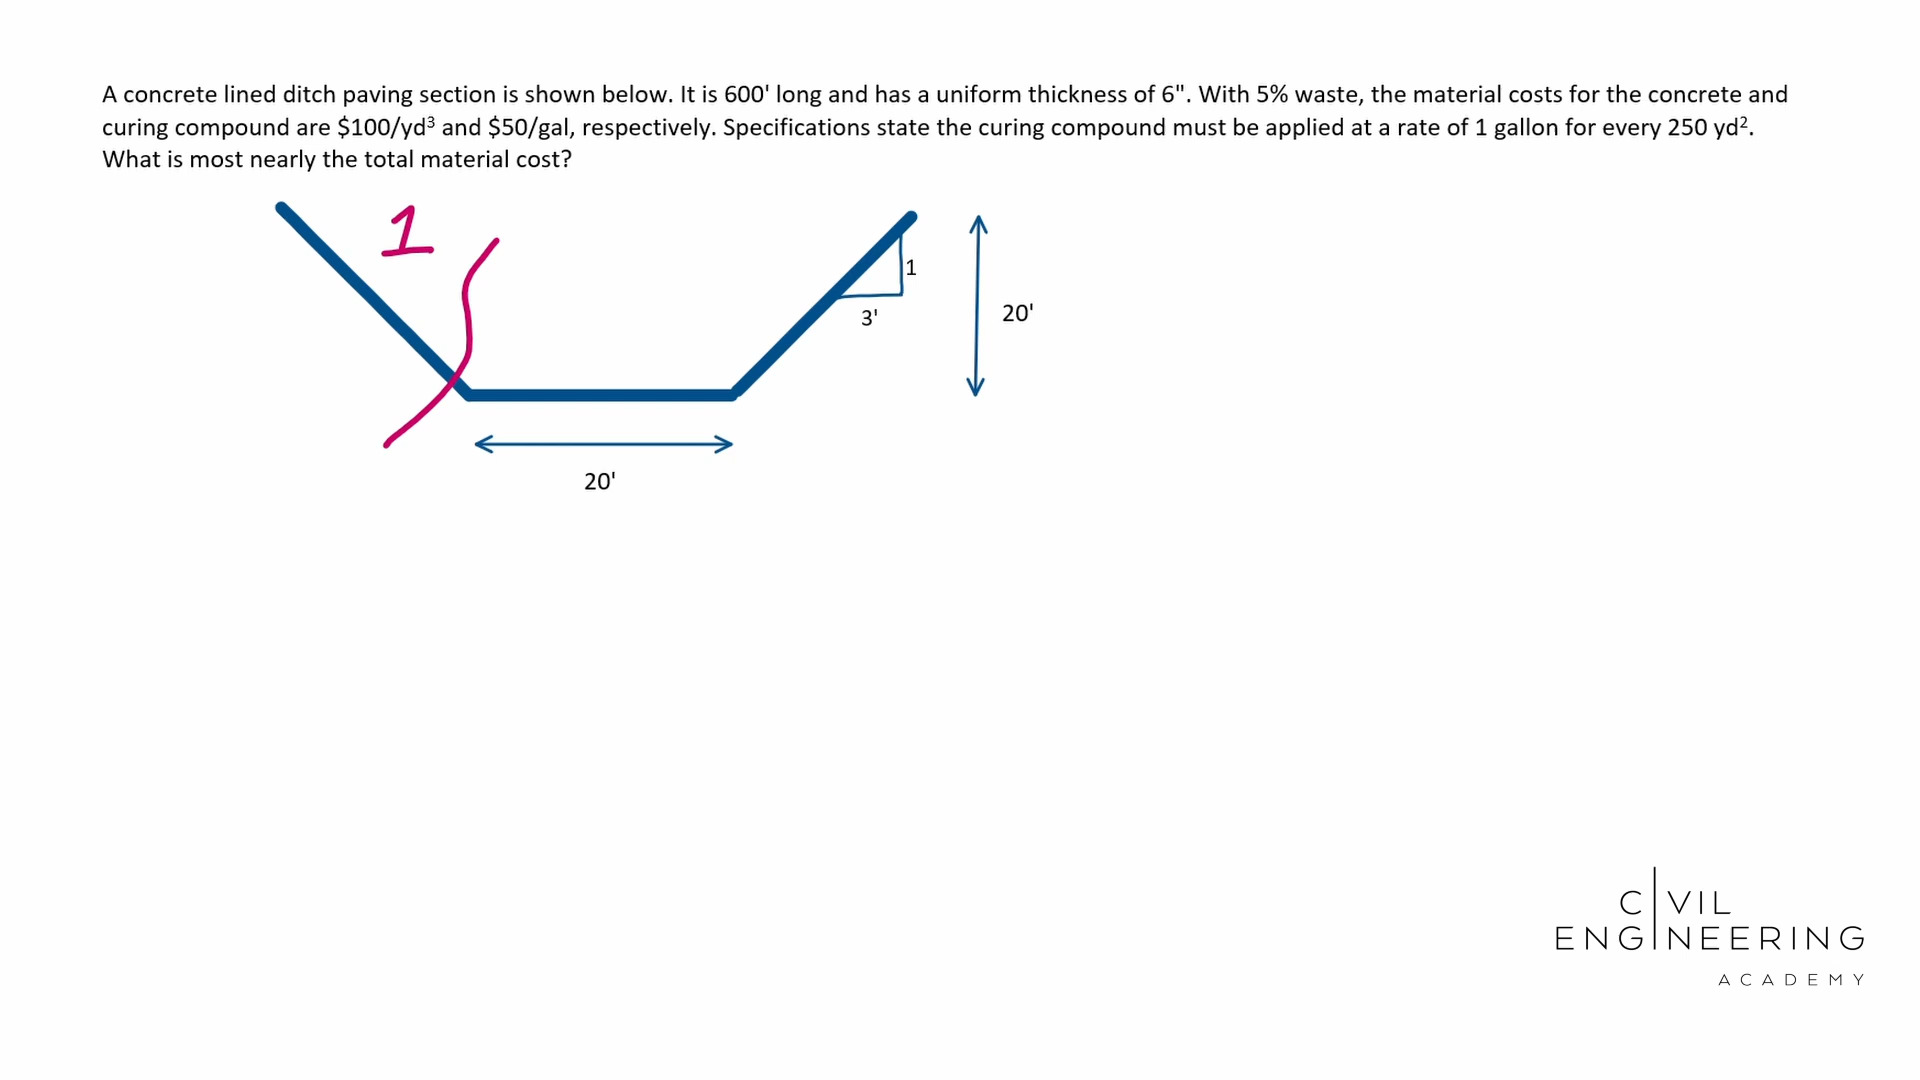 A concrete lined ditch paving section is shown below. It is 600' long and has a uniform thickness of 6". With 5% waste, the material costs for the concrete and
curing compound are $100/yd³ and $50/gal, respectively. Specifications state the curing compound must be applied at a rate of 1 gallon for every 250 yd².
What is most nearly the total material cost?
1
1
3'
20'
20'
CIVIL
ENGINEERING
ACADEMY